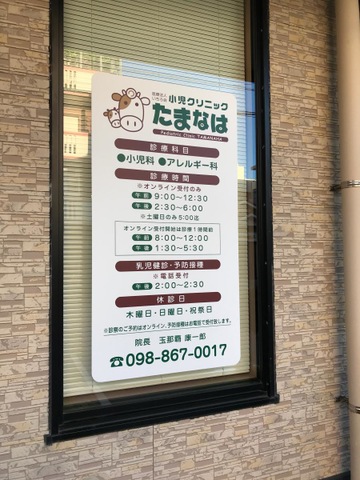 医療法人
小児クリニック
たまなは
Pediatric Clinic TAMANAHA
診療科目
●小児科 ●アレルギー科
診療時間
※オンライン受付のみ
午前 9:00〜12:30
午後 2:30〜6:00
※土曜日のみ5:00迄
オンライン受付開始は診療1時間前
午前 8:00〜12:00
午後 1:30〜5:30
乳児健診・予防接種
※電話受付
午後 2:00〜2:30
休診日
木曜日・日曜日・祝祭日
※診察のご予約はオンライン、予防接種はお電話で受付致します。
院長 玉那覇 康一郎
☎098-867-0017